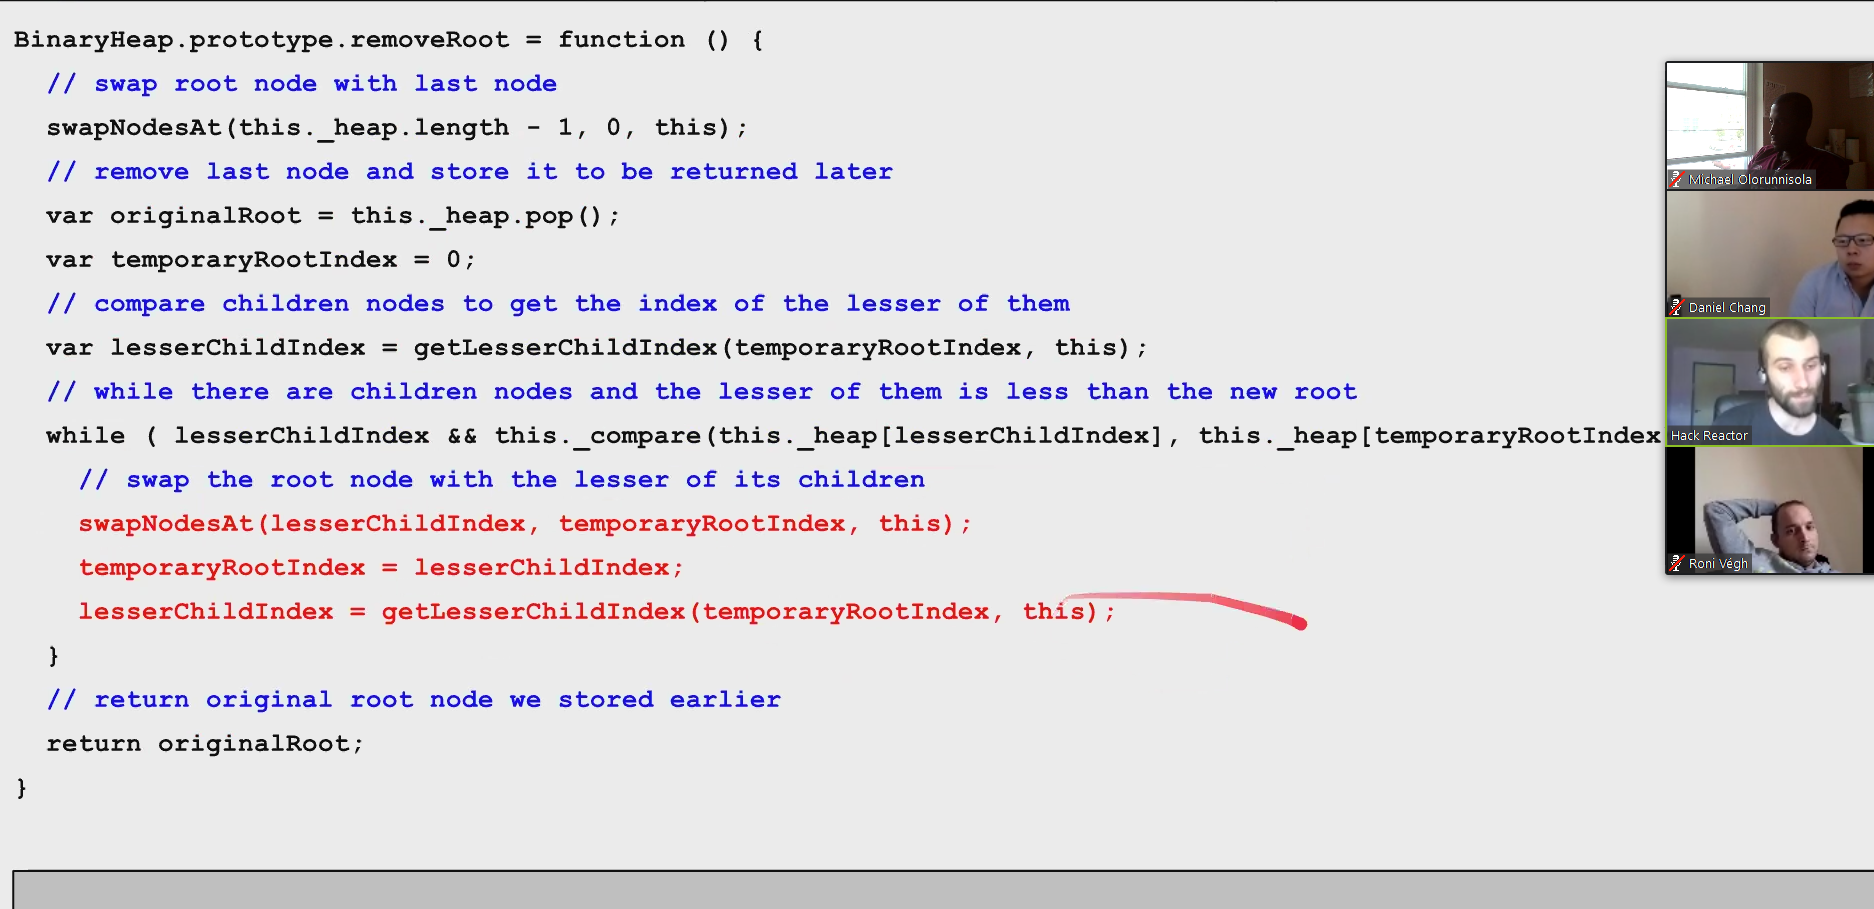 BinaryHeap.prototype.removeRoot = function () {
// swap root node with last node
swapNodesAt(this._heap.length - 1, 0, this);
// remove last node and store it to be returned later
var originalRoot = this._heap.pop();
var temporaryRootIndex = 0;
// compare children nodes to get the index of the lesser of them
var lesserChildIndex = getLesserChildIndex(temporaryRootIndex, this);
// while there are children nodes and the lesser of them is less than the new root
while ( lesserChildIndex && this._compare(this._heap[lesserChildIndex], this._heap[temporaryRootIndex
// swap the root node with the lesser of its children
swapNodesAt(lesserChildIndex, temporaryRootIndex, this);
temporaryRootIndex = lesserChildIndex;
lesserChildIndex = getLesserChildIndex(temporaryRootIndex, this);
}
// return original root node we stored earlier
return originalRoot;
}
Michael Olorunnisola
Daniel Chang
Hack Reactor
Roni Végh